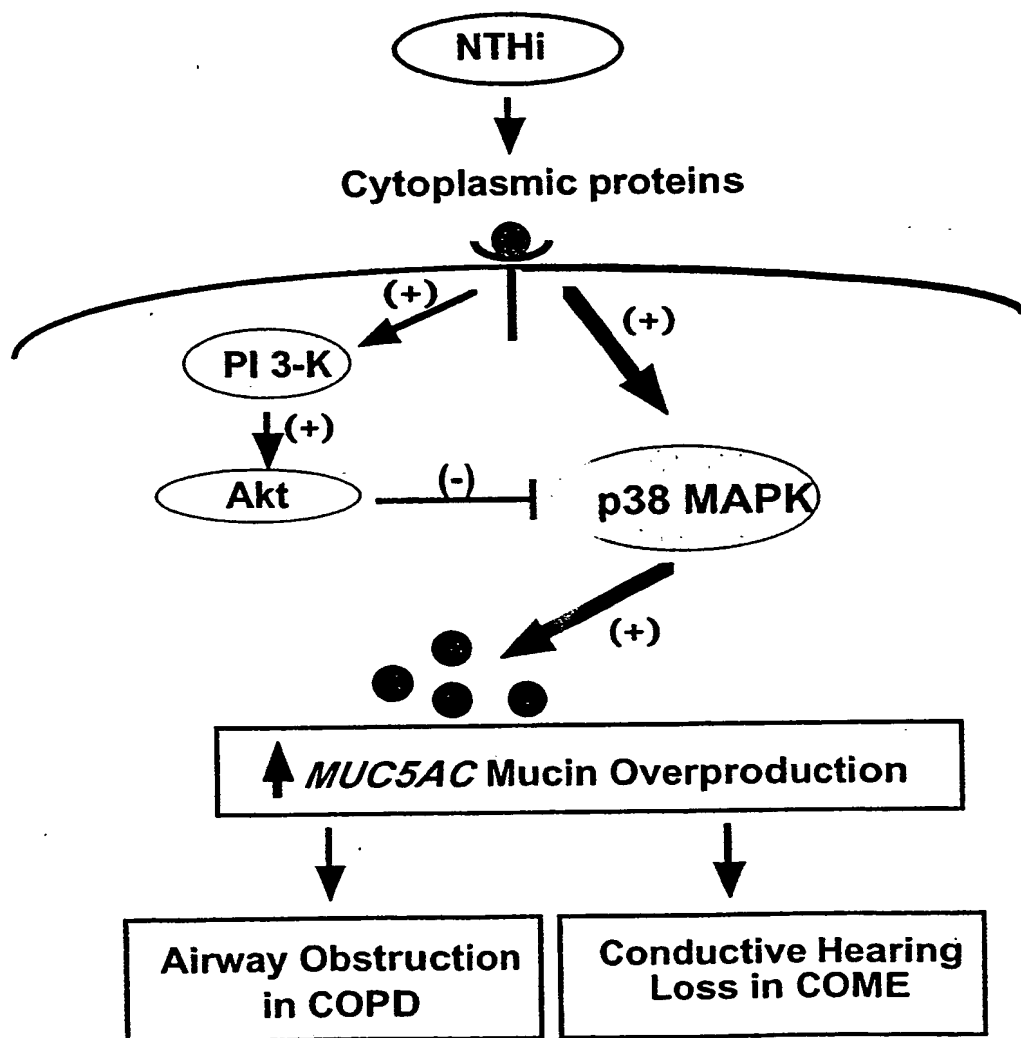 NTHi
Cytoplasmic proteins
(+)
(+)
PI 3-K
(+)
Akt
(-)
p38 MAPK
(+)
MUC5AC Mucin Overproduction
Airway Obstruction
in COPD
Conductive Hearing
Loss in COME